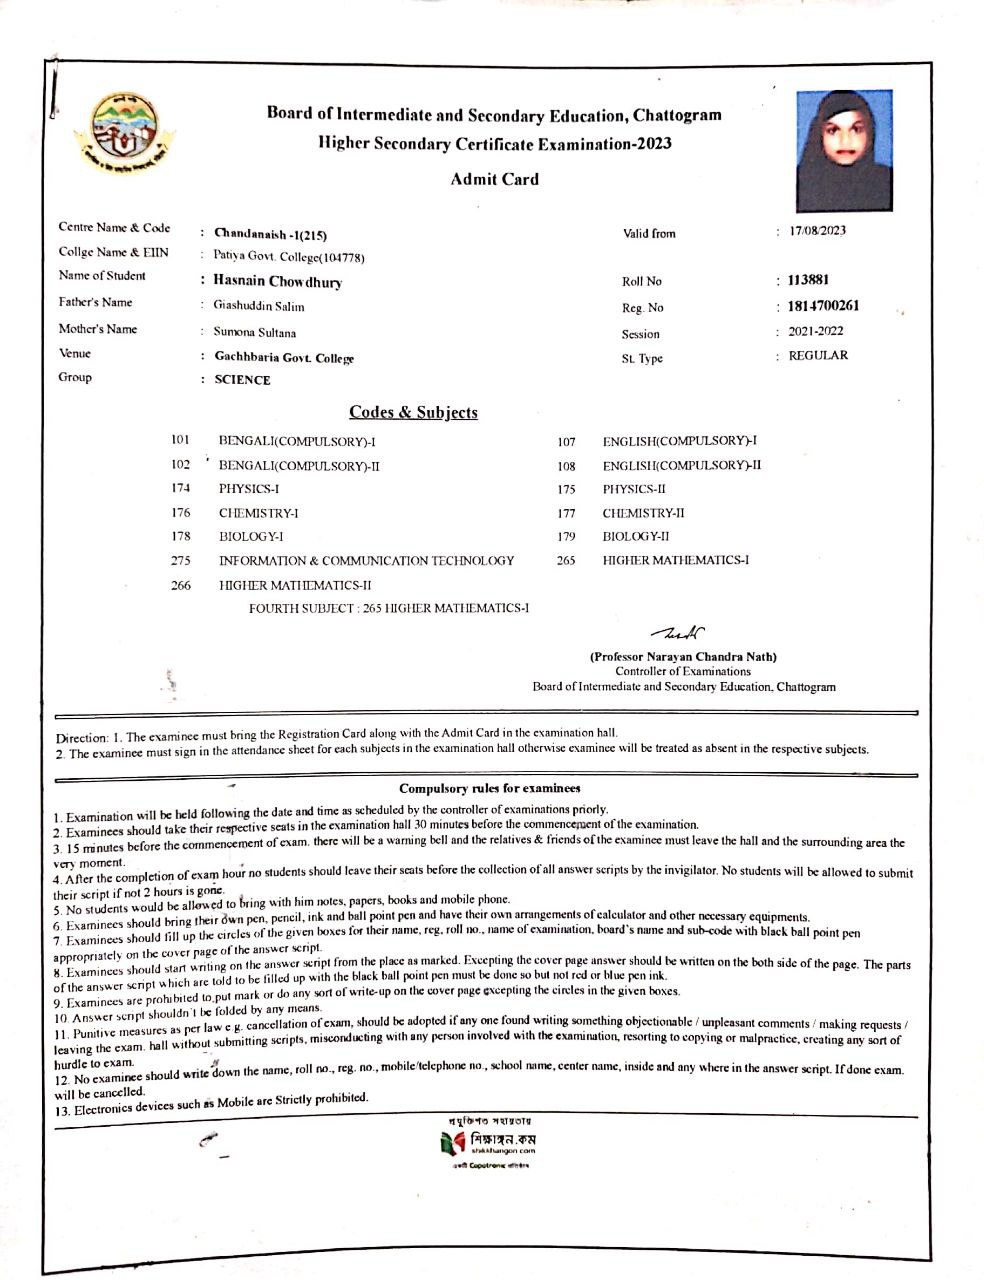 Board of Intermediate and Secondary Education, Chattogram
Higher Secondary Certificate Examination-2023
Admit Card
Centre Name & Code : Chandanaish -1(215) Valid from : 17/08/2023
Collge Name & EIIN : Patiya Govt. College(104778)
Name of Student : Hasnain Chowdhury Roll No : 113881
Father's Name : Giashuddin Salim Reg. No : 1814700261
Mother's Name : Sumona Sultana Session : 2021-2022
Venue : Gachhbaria Govt. College St. Type : REGULAR
Group : SCIENCE
Codes & Subjects
101 BENGALI(COMPULSORY)-I 107 ENGLISH(COMPULSORY)-I
102 BENGALI(COMPULSORY)-II 108 ENGLISH(COMPULSORY)-II
174 PHYSICS-I 175 PHYSICS-II
176 CHEMISTRY-I 177 CHEMISTRY-II
178 BIOLOGY-I 179 BIOLOGY-II
275 INFORMATION & COMMUNICATION TECHNOLOGY 265 HIGHER MATHEMATICS-I
266 HIGHER MATHEMATICS-II
FOURTH SUBJECT : 265 HIGHER MATHEMATICS-I
(Professor Narayan Chandra Nath)
Controller of Examinations
Board of Intermediate and Secondary Education, Chattogram
Direction: 1. The examinee must bring the Registration Card along with the Admit Card in the examination hall.
2. The examinee must sign in the attendance sheet for each subjects in the examination hall otherwise examinee will be treated as absent in the respective subjects.
Compulsory rules for examinees
1. Examination will be held following the date and time as scheduled by the controller of examinations priorly.
2. Examinees should take their respective seats in the examination hall 30 minutes before the commencement of the examination.
3. 15 minutes before the commencement of exam. there will be a warning bell and the relatives & friends of the examinee must leave the hall and the surrounding area the
very moment.
4. After the completion of exam hour no students should leave their seats before the collection of all answer scripts by the invigilator. No students will be allowed to submit
their script if not 2 hours is gone.
5. No students would be allowed to bring with him notes, papers, books and mobile phone.
6. Examinees should bring their own pen, pencil, ink and ball point pen and have their own arrangements of calculator and other necessary equipments.
7. Examinees should fill up the circles of the given boxes for their name, reg, roll no., name of examination, board's name and sub-code with black ball point pen
appropriately on the cover page of the answer script.
8. Examinees should start writing on the answer script from the place as marked. Excepting the cover page answer should be written on the both side of the page. The parts
of the answer script which are told to be filled up with the black ball point pen must be done so but not red or blue pen ink.
9. Examinees are prohibited to put mark or do any sort of write-up on the cover page excepting the circles in the given boxes.
10. Answer script shouldn't be folded by any means.
11. Punitive measures as per law e g. cancellation of exam, should be adopted if any one found writing something objectionable / unpleasant comments / making requests /
leaving the exam. hall without submitting scripts, misconducting with any person involved with the examination, resorting to copying or malpractice, creating any sort of
hurdle to exam.
12. No examinee should write down the name, roll no., reg. no., mobile/telephone no., school name, center name, inside and any where in the answer script. If done exam.
will be cancelled.
13. Electronics devices such as Mobile are Strictly prohibited.
প্রযুক্তিগত সহায়তায়
শিক্ষাঙ্গন.কম
shikkhangon.com
একটি